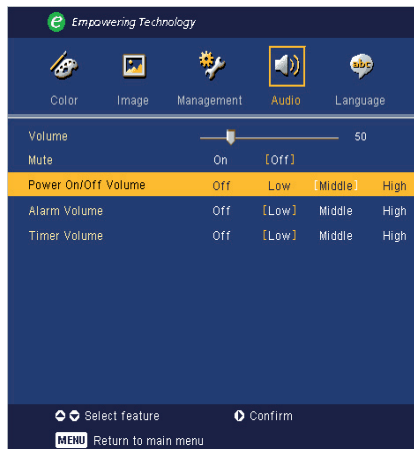 e Empowering Technology
Color Image Management Audio Language
abc
Volume 50
Mute On [Off]
Power On/Off Volume Off Low [Middle] High
Alarm Volume Off [Low] Middle High
Timer Volume Off [Low] Middle High
Select feature Confirm
MENU Return to main menu